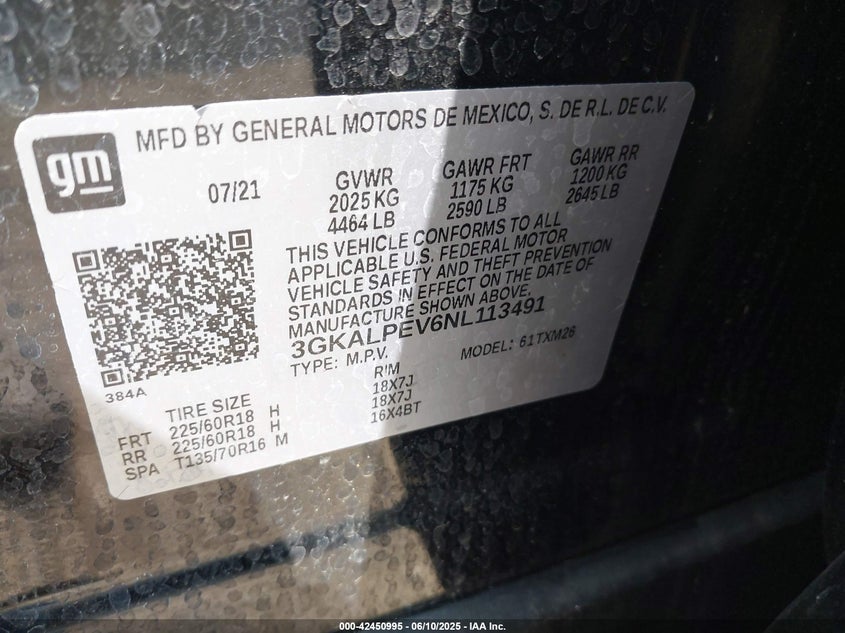 gm
MFD BY GENERAL MOTORS DE MEXICO, S. DE R.L. DE C.V.
07/21
GVWR
2025 KG
4464 LB
GAWR FRT
1175 KG
2590 LB
GAWR RR
1200 KG
2645 LB
THIS VEHICLE CONFORMS TO ALL
APPLICABLE U.S. FEDERAL MOTOR
VEHICLE SAFETY AND THEFT PREVENTION
STANDARDS IN EFFECT ON THE DATE OF
MANUFACTURE SHOWN ABOVE.
3GKALPEV6NL113491
TYPE: M.P.V.
MODEL: 61TXM26
384A
TIRE SIZE
RIM
FRT 225/60R18 H 18X7J
RR 225/60R18 H 18X7J
SPA T135/70R16 M 16X4BT
000-42450995 - 06/10/2025 - IAA Inc.